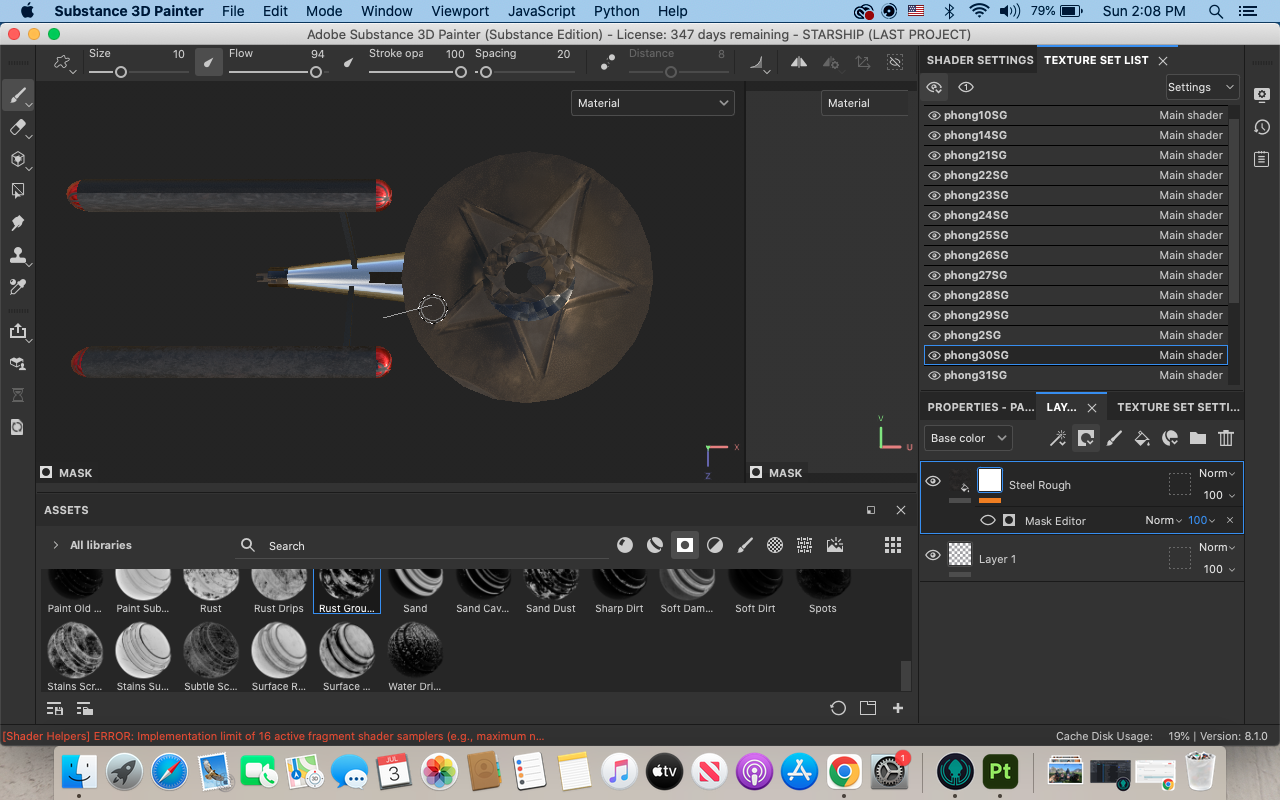 Substance 3D Painter File Edit Mode Window Viewport JavaScript Python Help 79% Sun 2:08 PM
Adobe Substance 3D Painter (Substance Edition) - License: 347 days remaining - STARSHIP (LAST PROJECT)
Size 10 Flow 94 Stroke opa 100 Spacing 20 Distance 8
SHADER SETTINGS TEXTURE SET LIST
Settings
Material
Material
phong10SG Main shader
phong14SG Main shader
phong21SG Main shader
phong22SG Main shader
phong23SG Main shader
phong24SG Main shader
phong25SG Main shader
phong26SG Main shader
phong27SG Main shader
phong28SG Main shader
phong29SG Main shader
phong2SG Main shader
phong30SG Main shader
phong31SG Main shader
PROPERTIES - PA... LAY... TEXTURE SET SETTI...
Base color
V
U
X
Z
MASK
MASK
Steel Rough Norm
100
Mask Editor Norm 100
Layer 1 Norm
100
ASSETS
All libraries Search
Paint Old ... Paint Sub... Rust Rust Drips Rust Grou... Sand Sand Cav... Sand Dust Sharp Dirt Soft Dam... Soft Dirt Spots
Stains Scr... Stains Su... Subtle Sc... Surface R... Surface ... Water Dri...
[Shader Helpers] ERROR: Implementation limit of 16 active fragment shader samplers (e.g., maximum n...
Cache Disk Usage: 19% | Version: 8.1.0
JUL
3
3D
tv
1
Pt